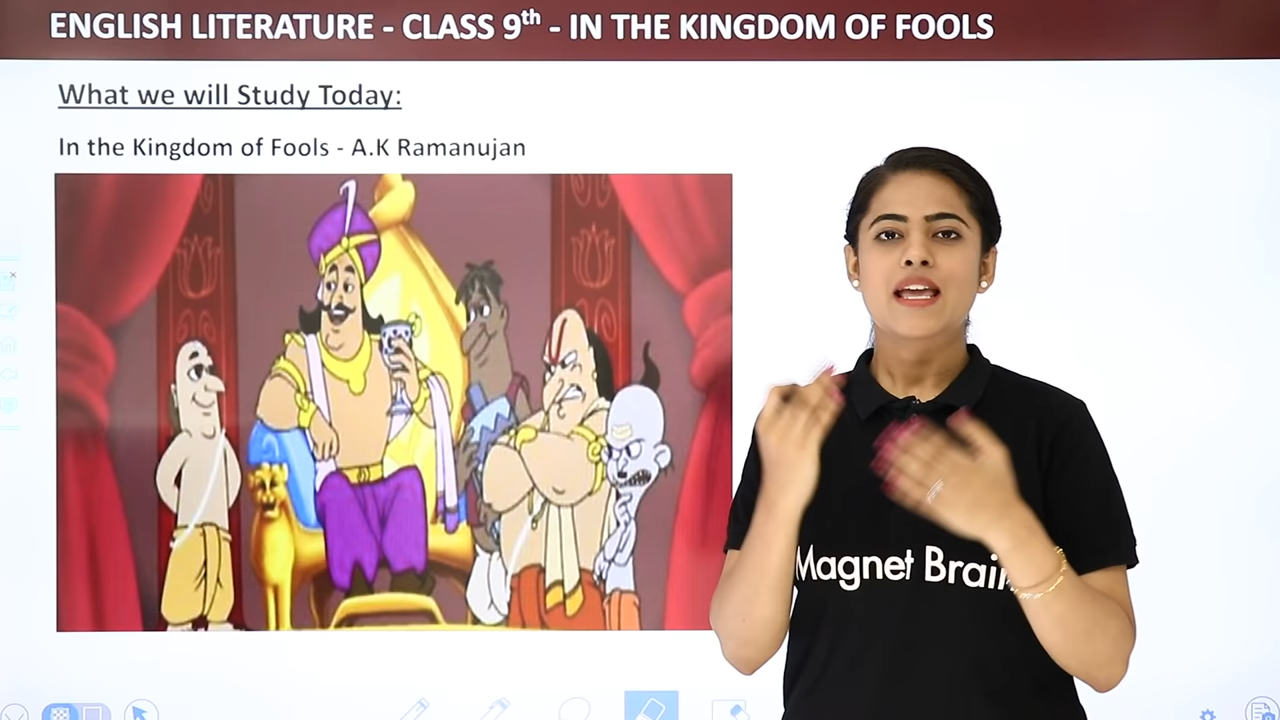 ENGLISH LITERATURE - CLASS 9th - IN THE KINGDOM OF FOOLS
What we will Study Today:
In the Kingdom of Fools - A.K Ramanujan
Magnet Brain